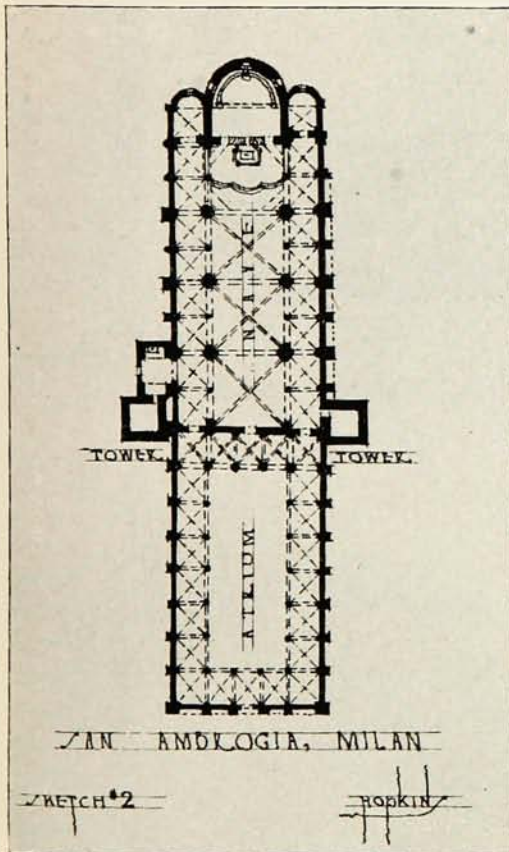 NAVE
TOWER TOWER
ATRIUM
SAN AMBROGIA, MILAN
SKETCH #2 HOPKINS